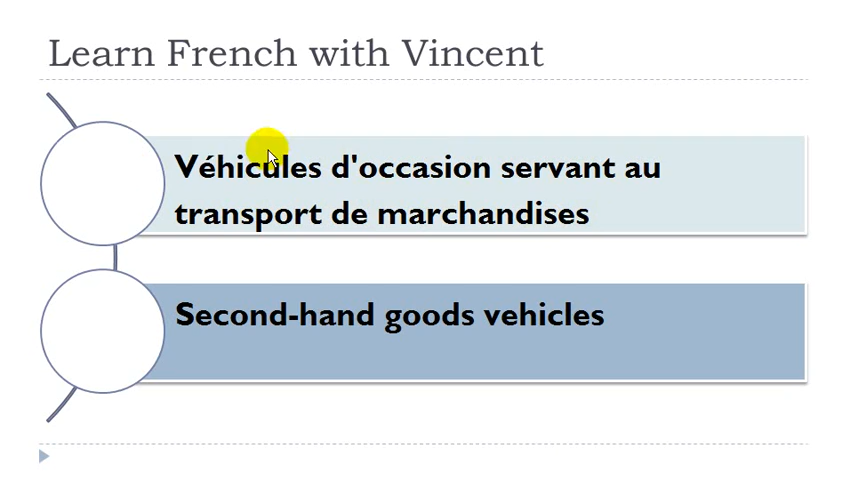 Learn French with Vincent
Véhicules d'occasion servant au
transport de marchandises
Second-hand goods vehicles